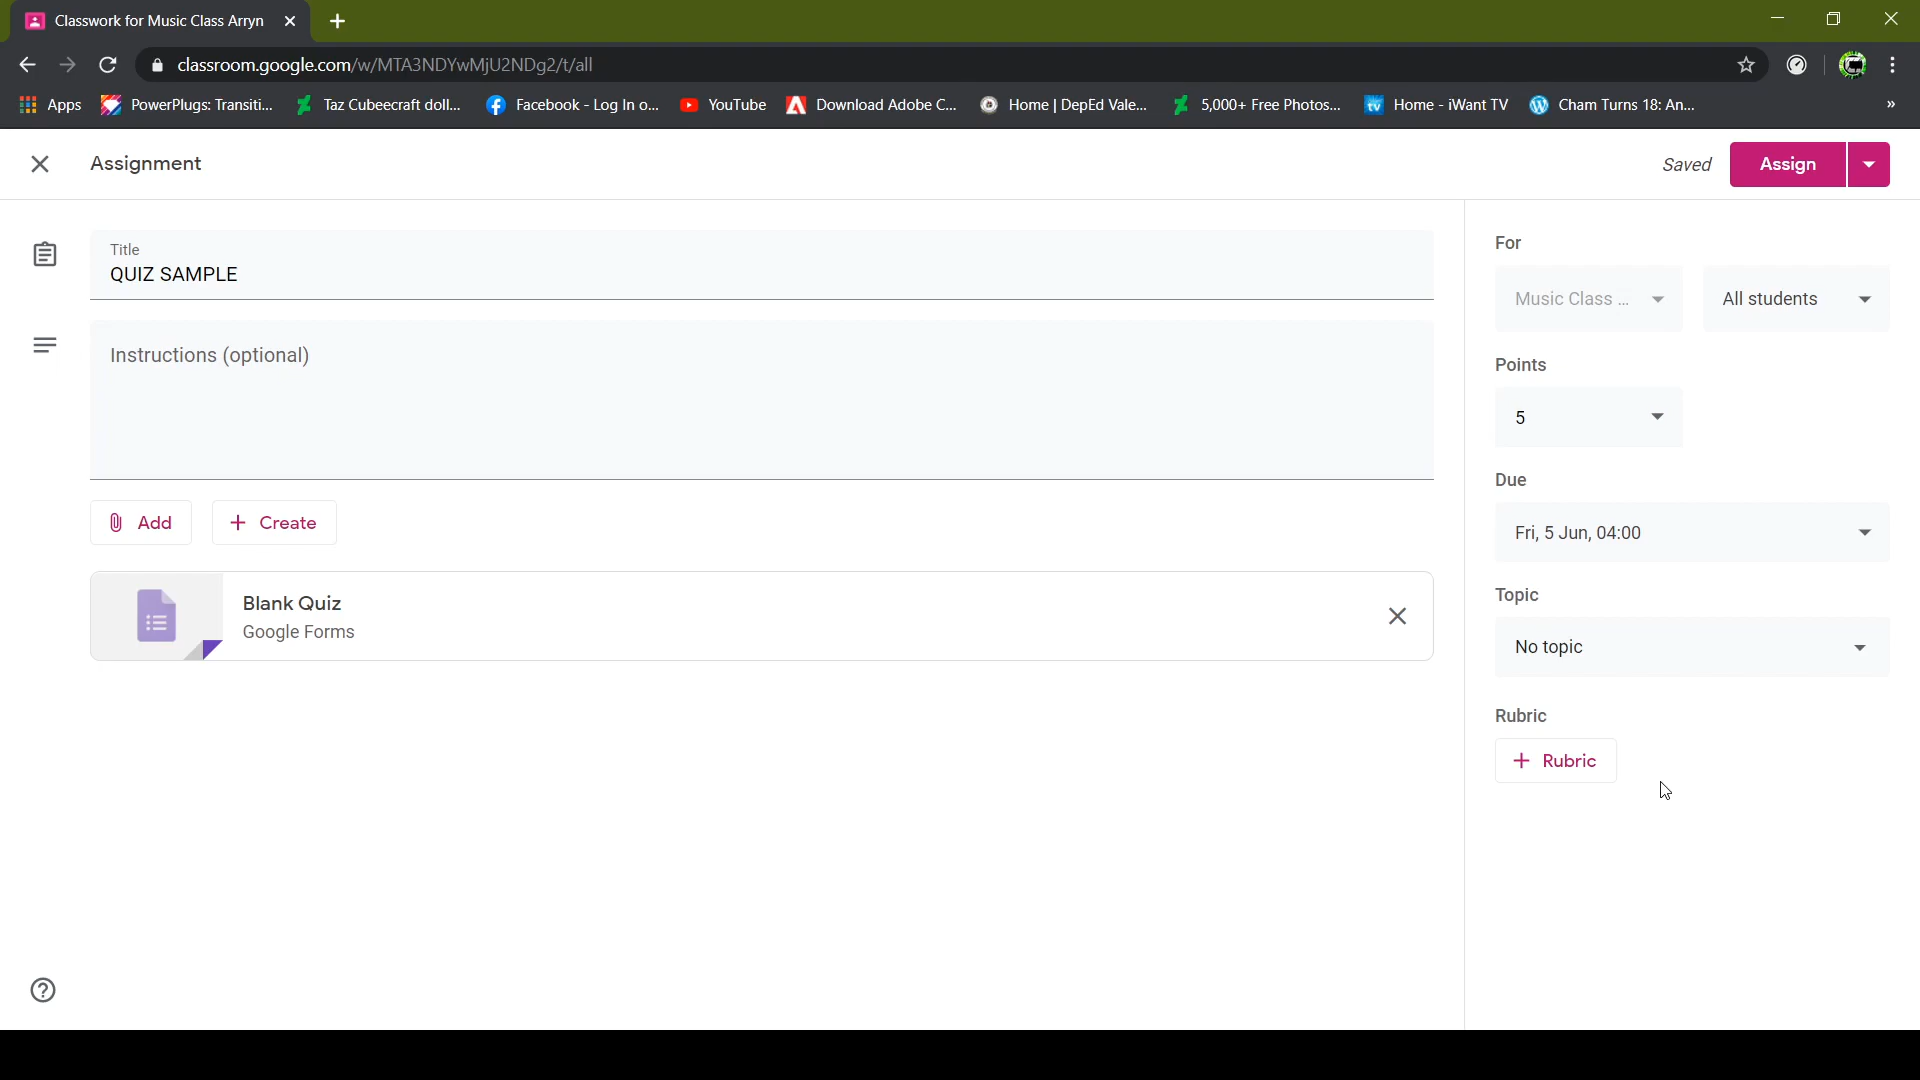 Classwork for Music Class Arryn
classroom.google.com/w/MTA3NDYwMjU2NDg2/t/all
Apps
PowerPlugs: Transiti...
Taz Cubeecraft doll...
Facebook - Log In o...
YouTube
Download Adobe C...
Home | DepEd Vale...
5,000+ Free Photos...
Home - iWant TV
Cham Turns 18: An...
Assignment
Saved
Assign
Title
QUIZ SAMPLE
Instructions (optional)
Add
Create
Blank Quiz
Google Forms
For
Music Class ...
All students
Points
5
Due
Fri, 5 Jun, 04:00
Topic
No topic
Rubric
Rubric